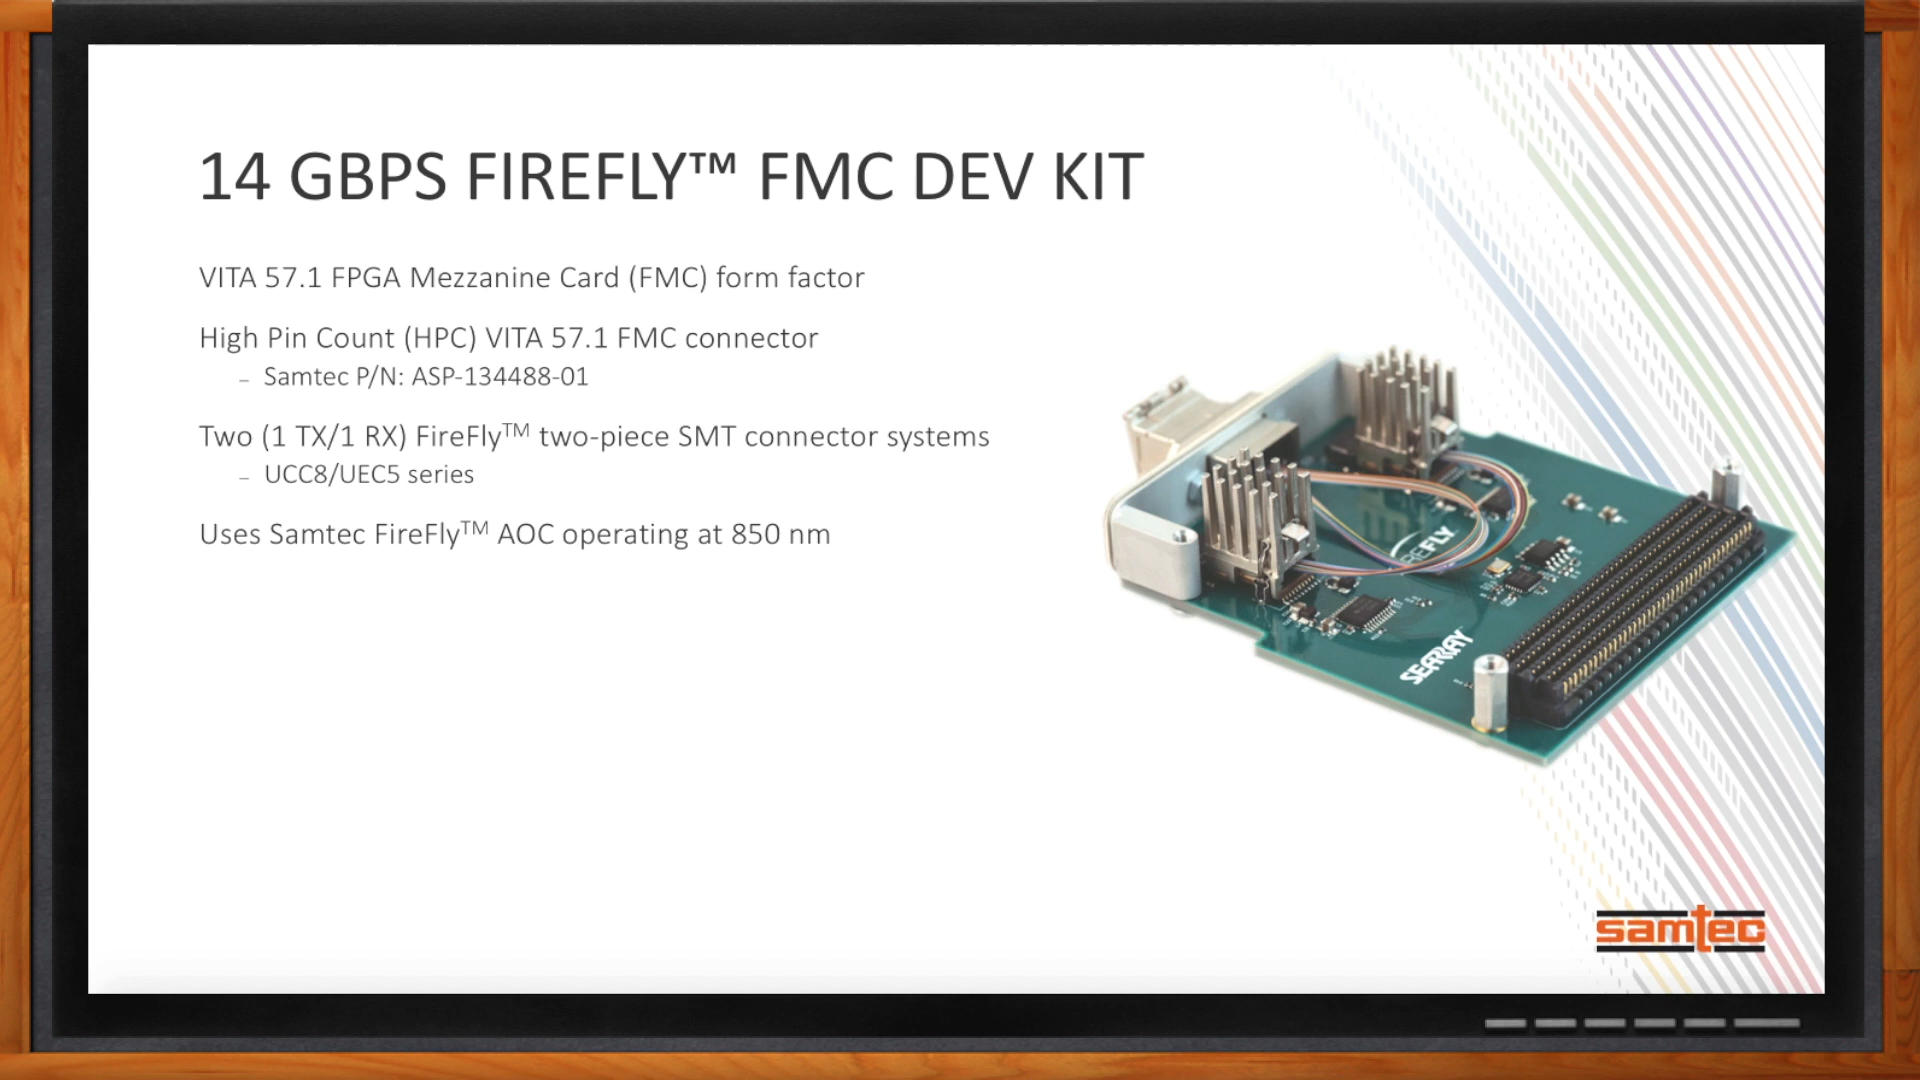 14 GBPS FIREFLY™ FMC DEV KIT
VITA 57.1 FPGA Mezzanine Card (FMC) form factor
High Pin Count (HPC) VITA 57.1 FMC connector
– Samtec P/N: ASP-134488-01
Two (1 TX/1 RX) FireFly™ two-piece SMT connector systems
– UCC8/UEC5 series
Uses Samtec FireFly™ AOC operating at 850 nm
REFLY
SEARAY
samtec